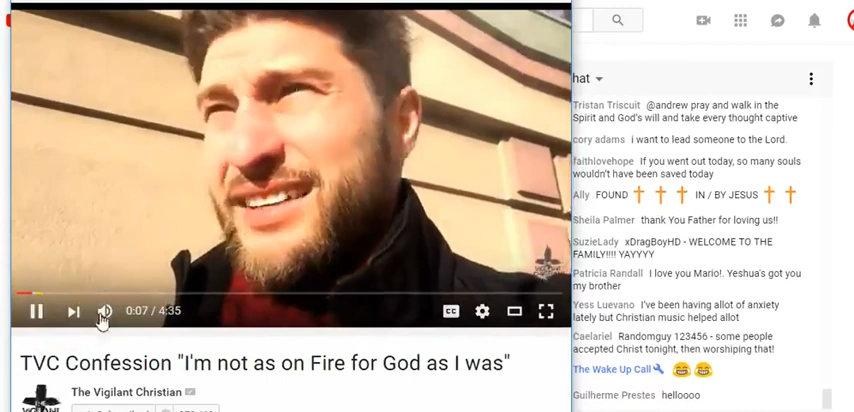 hat
Tristan Triscuit @andrew pray and walk in the
Spirit and God's will and take every thought captive
cory adams i want to lead someone to the Lord.
faithlovehope If you went out today, so many souls
wouldn't have been saved today
Ally FOUND ✝ ✝ ✝ IN / BY JESUS ✝ ✝
Sheila Palmer thank You Father for loving us!!
SuzieLady xDragBoyHD - WELCOME TO THE
FAMILY!!!! YAYYYY
Patricia Randall I love you Mario!. Yeshua's got you
my brother
Yess Luevano I've been having allot of anxiety
lately but Christian music helped allot
Caelariel Randomguy 123456 - some people
accepted Christ tonight, then worshiping that!
The Wake Up Call 😂😂
Guilherme Prestes helloooo
0:07 / 4:35
CC
TVC Confession "I'm not as on Fire for God as I was"
The Vigilant Christian